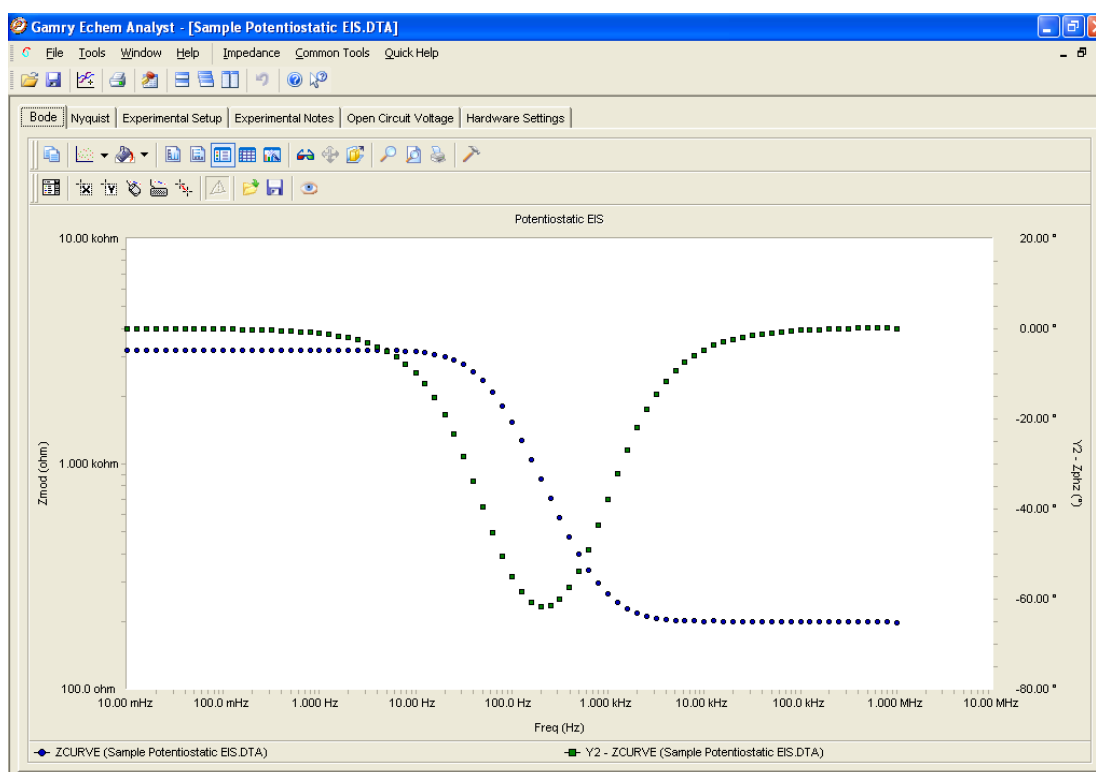 Gamry Echem Analyst - [Sample Potentiostatic EIS.DTA]
File Tools Window Help Impedance Common Tools Quick Help
Bode Nyquist Experimental Setup Experimental Notes Open Circuit Voltage Hardware Settings
Potentiostatic EIS
10.00 kohm 20.00 °
0.000 °
-20.00 °
Zmod (ohm) 1.000 kohm Y2 - Zphz (°)
-40.00 °
-60.00 °
100.0 ohm -80.00 °
10.00 mHz 100.0 mHz 1.000 Hz 10.00 Hz 100.0 Hz 1.000 kHz 10.00 kHz 100.0 kHz 1.000 MHz 10.00 MHz
Freq (Hz)
ZCURVE (Sample Potentiostatic EIS.DTA) Y2 - ZCURVE (Sample Potentiostatic EIS.DTA)